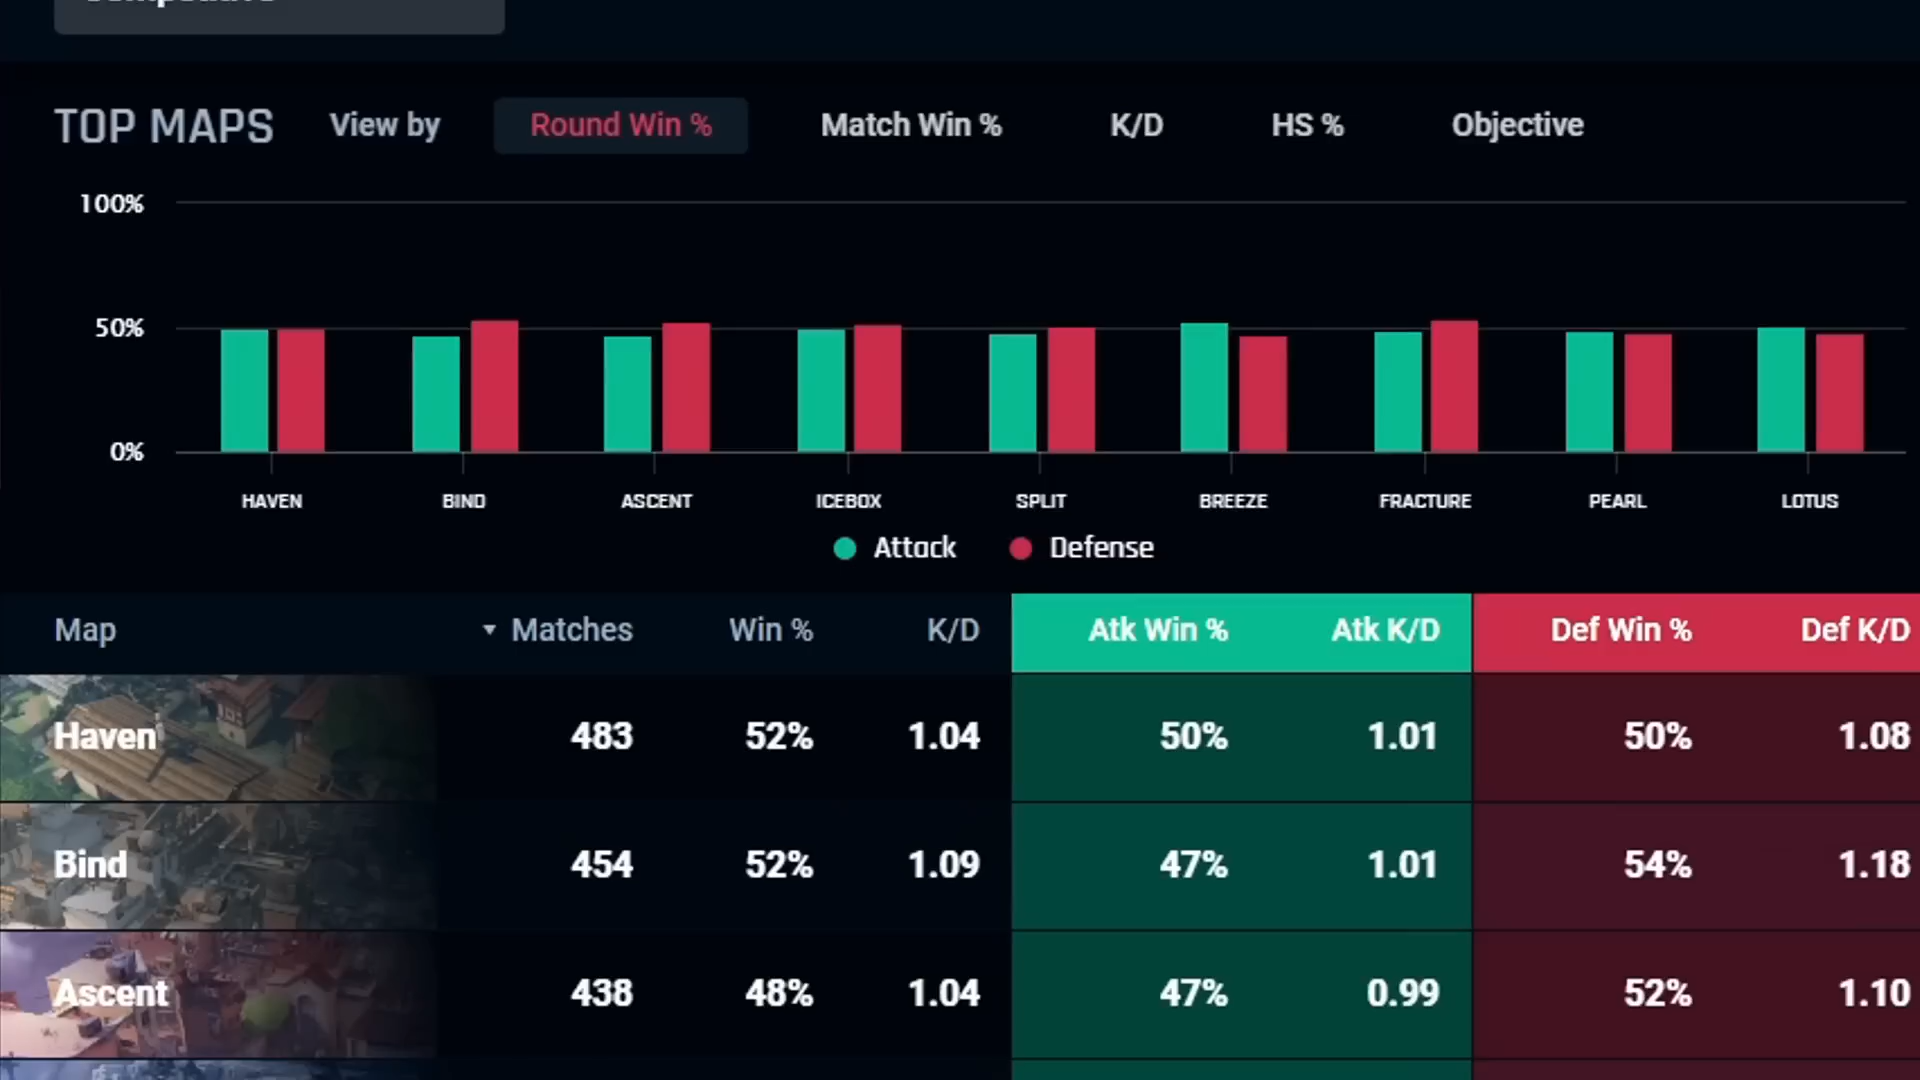 TOP MAPS View by Round Win % Match Win % K/D HS % Objective
100%
50%
0%
HAVEN BIND ASCENT ICEBOX SPLIT BREEZE FRACTURE PEARL LOTUS
Attack Defense
Map Matches Win % K/D Atk Win % Atk K/D Def Win % Def K/D
Haven 483 52% 1.04 50% 1.01 50% 1.08
Bind 454 52% 1.09 47% 1.01 54% 1.18
Ascent 438 48% 1.04 47% 0.99 52% 1.10